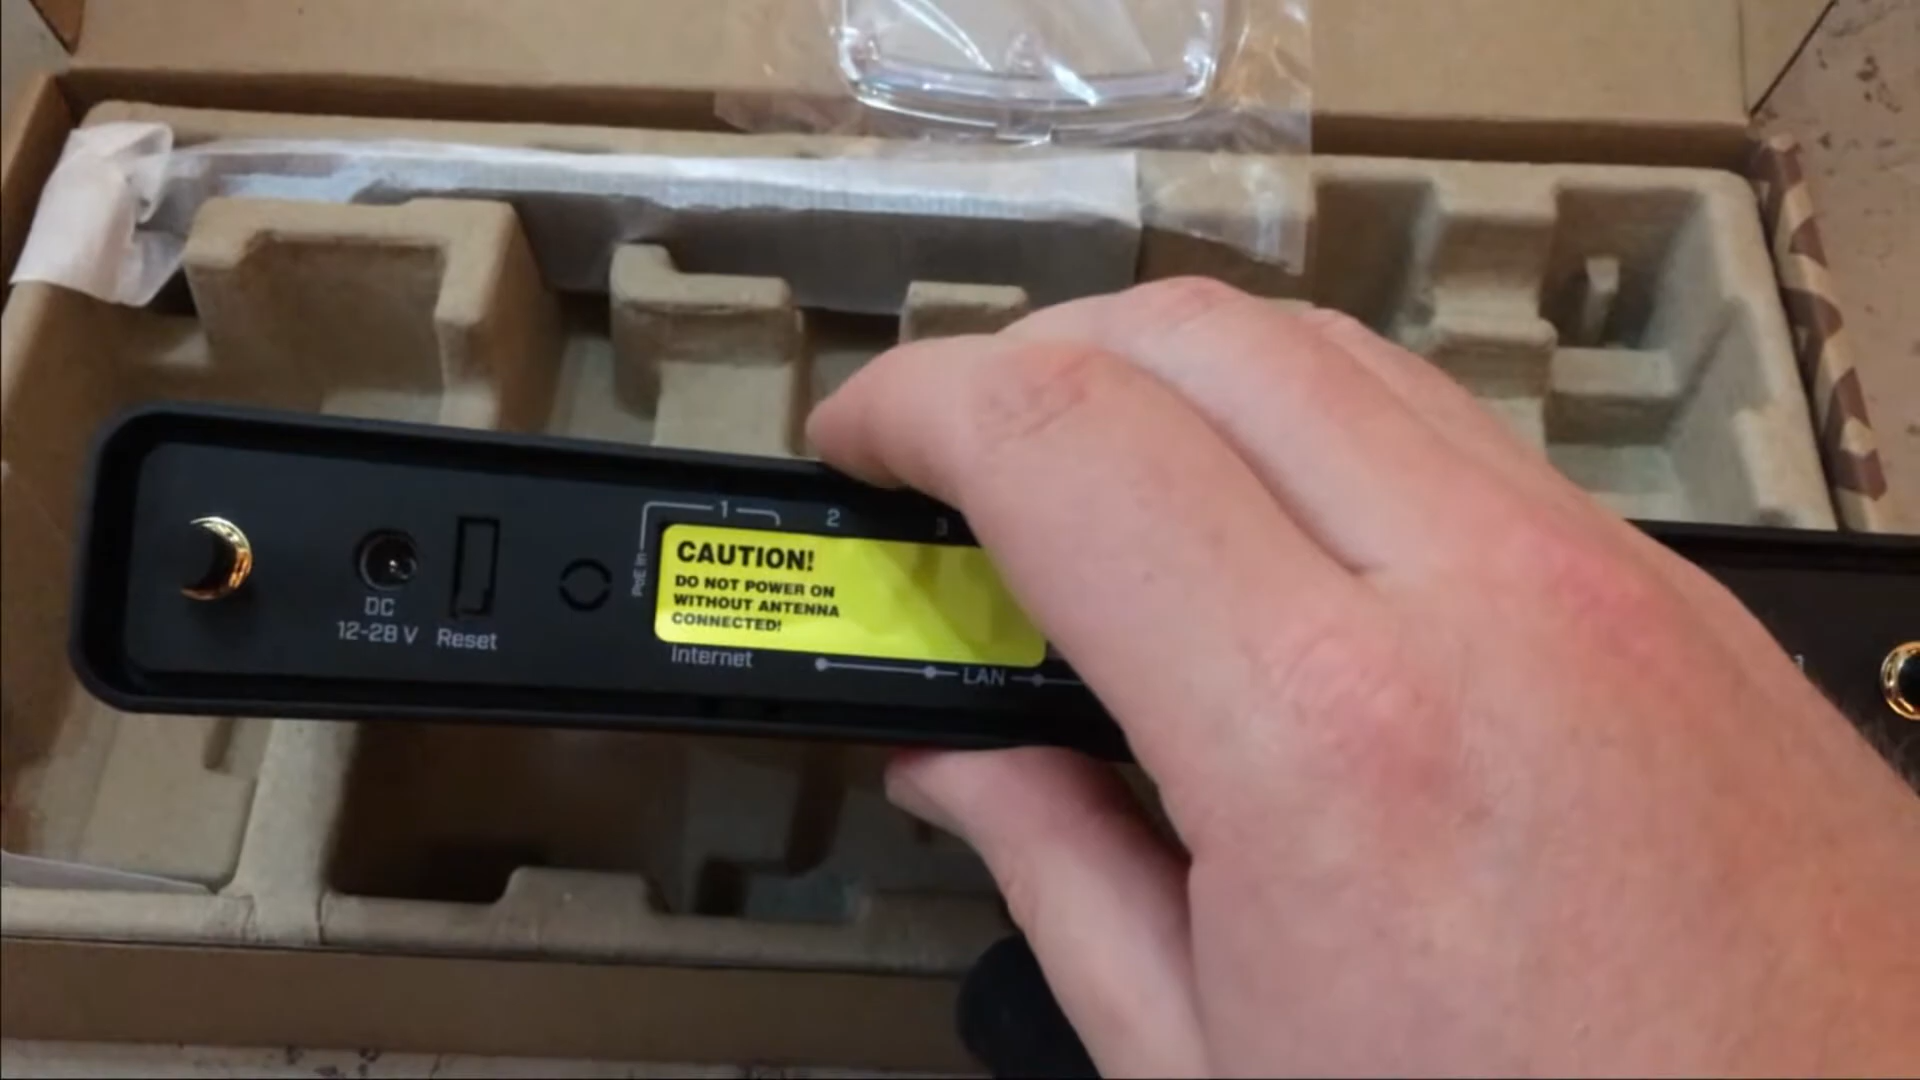 1
2
3
PoE in
CAUTION!
DO NOT POWER ON
WITHOUT ANTENNA
CONNECTED!
DC
12-28 V
Reset
Internet
LAN